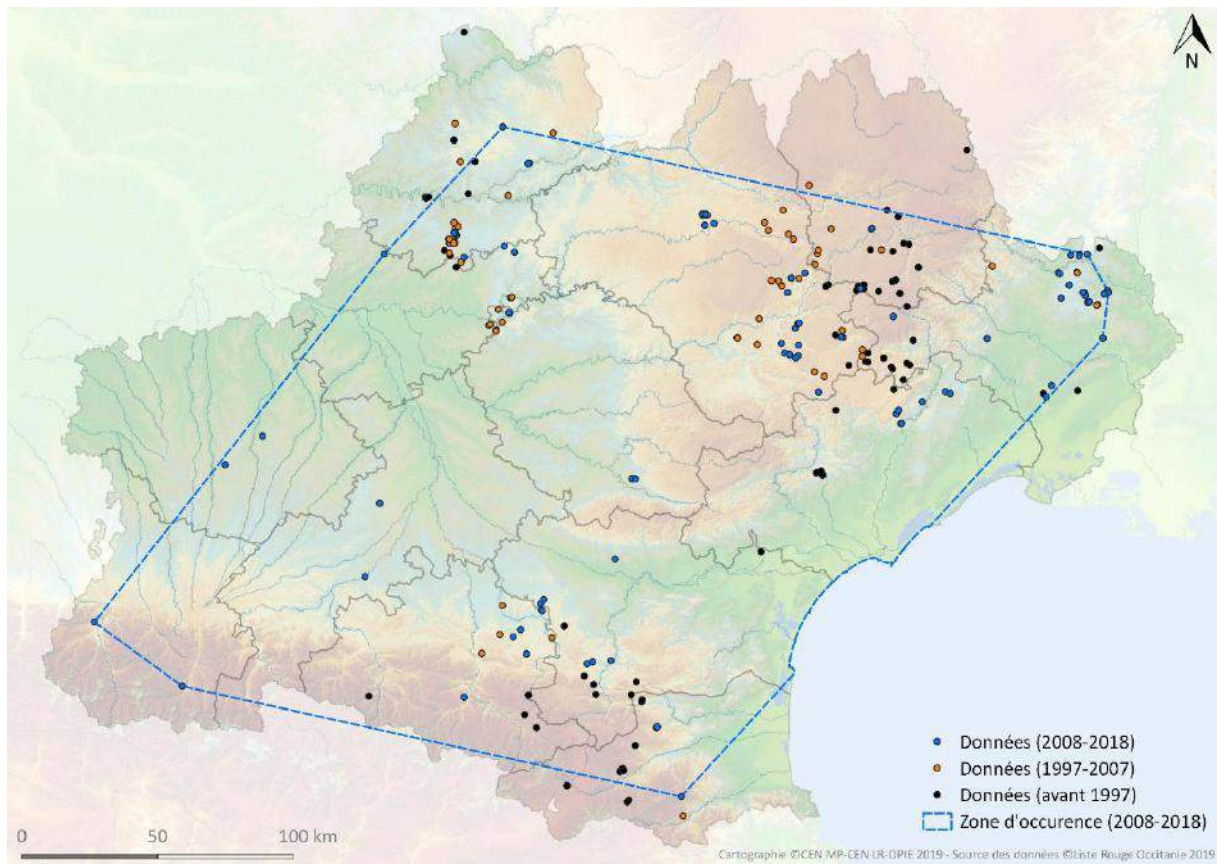 N
Données (2008-2018)
Données (1997-2007)
Données (avant 1997)
Zone d'occurence (2008-2018)
0 50 100 km
Cartographie ©CEN MP-CEN LR-OPIE 2019 - Source des données ©Liste Rouge Occitanie 2019